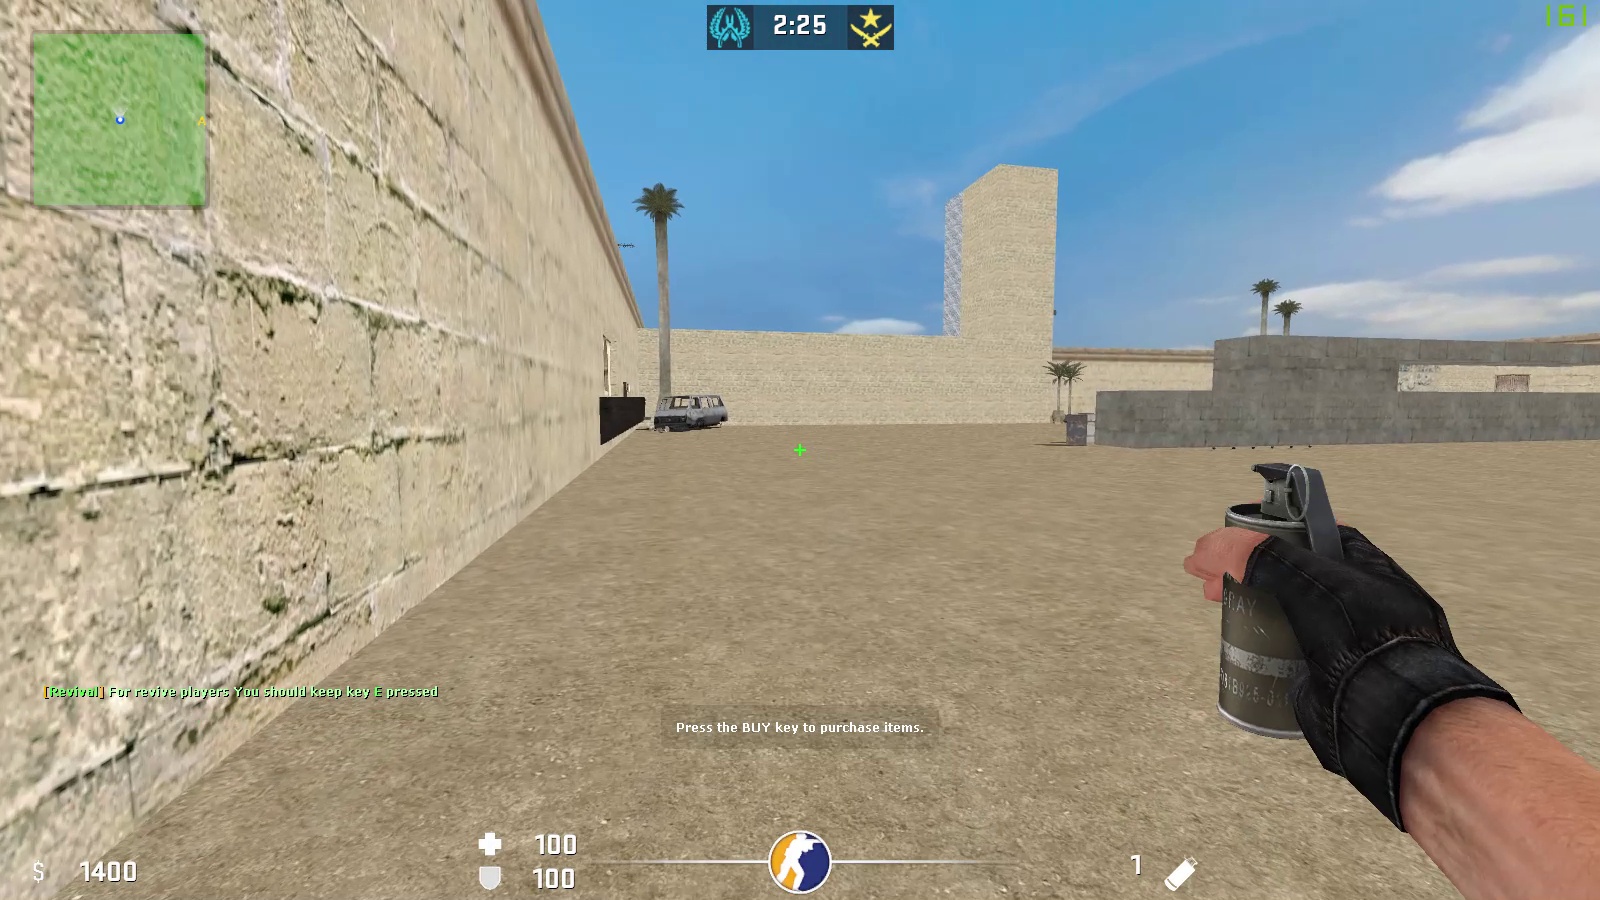 2:25
161
A
[Revival] For revive players You should keep key E pressed
Press the BUY key to purchase items.
$ 1400
100
100
1